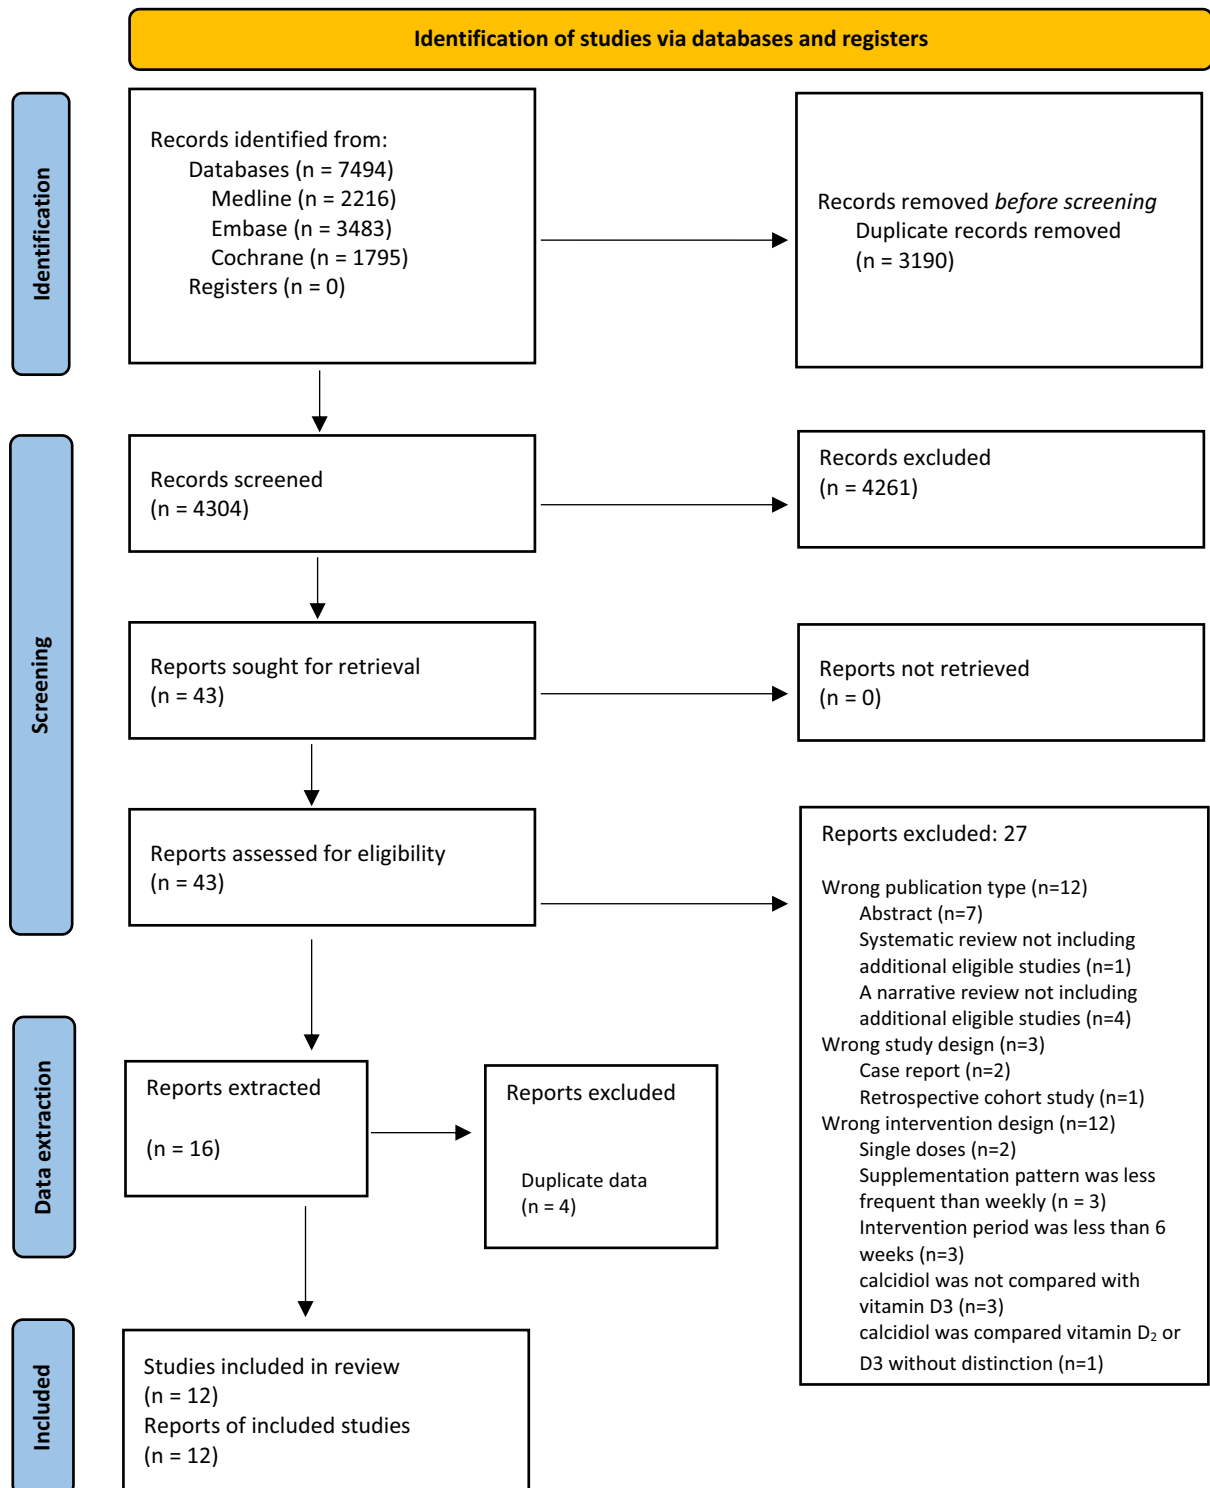 Identification of studies via databases and registers
Identification
Records identified from:
Databases (n = 7494)
Medline (n = 2216)
Embase (n = 3483)
Cochrane (n = 1795)
Registers (n = 0)
Records removed before screening
Duplicate records removed
(n = 3190)
Screening
Records screened
(n = 4304)
Records excluded
(n = 4261)
Reports sought for retrieval
(n = 43)
Reports not retrieved
(n = 0)
Reports assessed for eligibility
(n = 43)
Reports excluded: 27
Wrong publication type (n=12)
Abstract (n=7)
Systematic review not including
additional eligible studies (n=1)
A narrative review not including
additional eligible studies (n=4)
Wrong study design (n=3)
Case report (n=2)
Retrospective cohort study (n=1)
Wrong intervention design (n=12)
Single doses (n=2)
Supplementation pattern was less
frequent than weekly (n = 3)
Intervention period was less than 6
weeks (n=3)
calcidiol was not compared with
vitamin D3 (n=3)
calcidiol was compared vitamin D₂ or
D3 without distinction (n=1)
Data extraction
Reports extracted
(n = 16)
Reports excluded
Duplicate data
(n = 4)
Included
Studies included in review
(n = 12)
Reports of included studies
(n = 12)